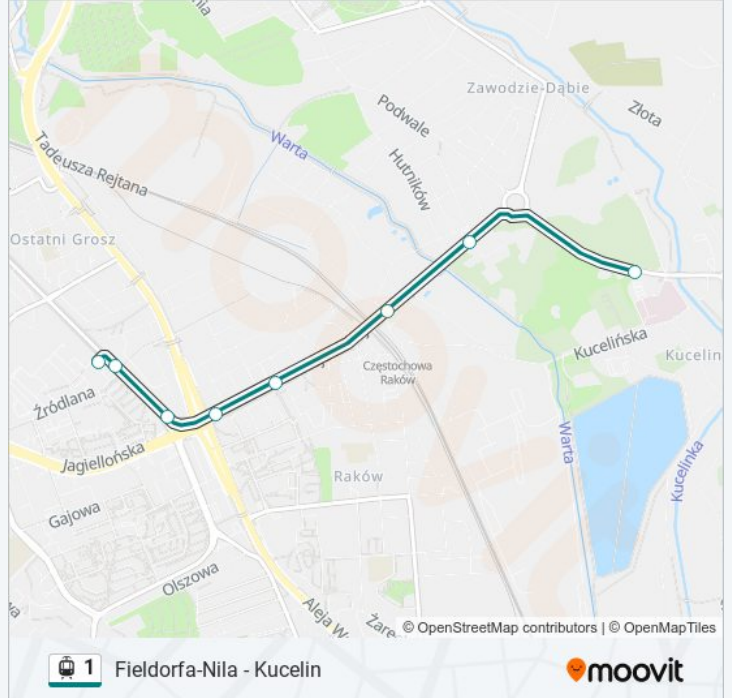 Zawodzie-Dąbie
Złota
Podwale
Warta
Hutników
Tadeusza Rejtana
Ostatni Grosz
Kucelińska
Kucelin
Częstochowa
Raków
Źródlana
Jagiellońska
Warta
Kucelinka
Raków
Gajowa
Olszowa
Aleja W
Żare
© OpenStreetMap contributors | © OpenMapTiles
1 Fieldorfa-Nila - Kucelin
moovit